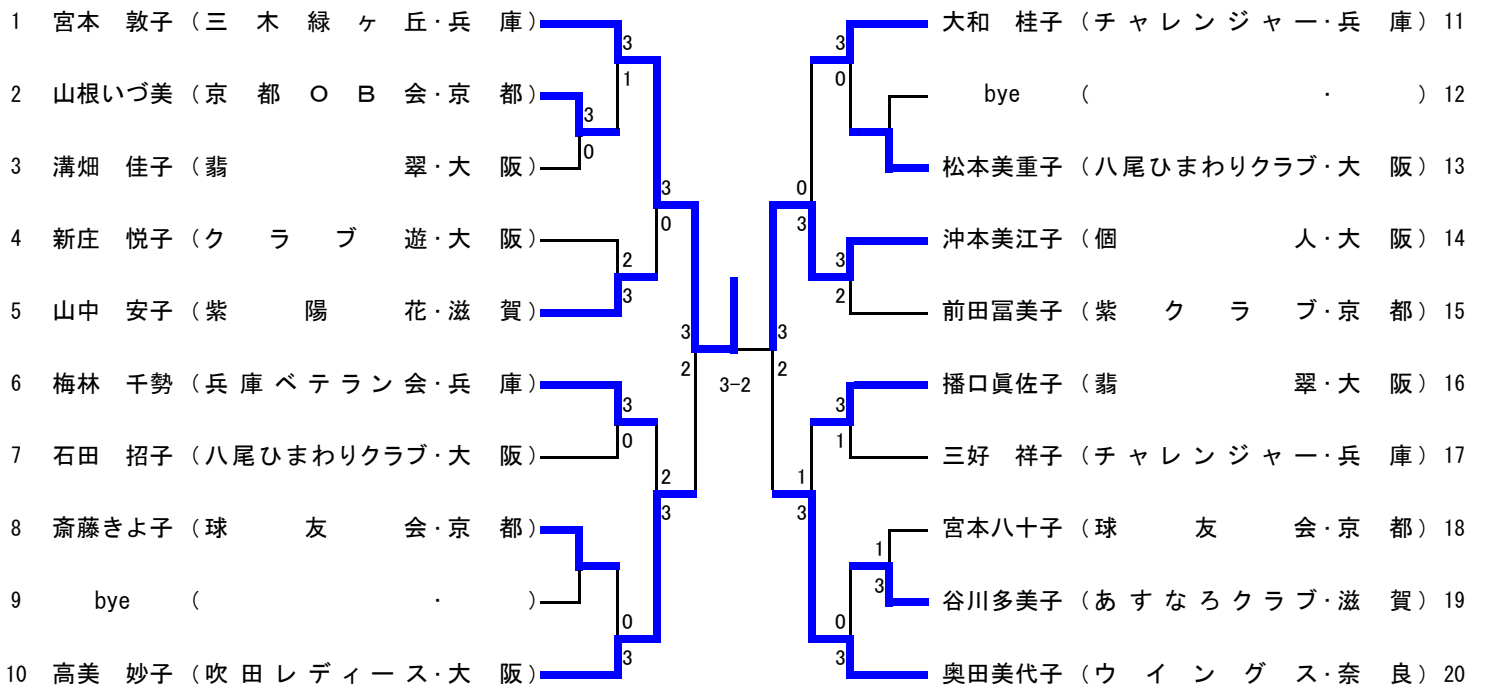 1 宮本 敦子 (三木緑ヶ丘・兵庫)
3
1
2 山根いづ美 (京都OB会・京都)
3
0
3 溝畑 佳子 (翡翠・大阪)
3
0
4 新庄 悦子 (クラブ遊・大阪)
2
3
5 山中 安子 (紫陽花・滋賀)
3
2
6 梅林 千勢 (兵庫ベテラン会・兵庫)
3
0
7 石田 招子 (八尾ひまわりクラブ・大阪)
2
3
8 斎藤きよ子 (球友会・京都)
9 bye ( ・ )
0
3
10 高美 妙子 (吹田レディース・大阪)
3-2
大和 桂子 (チャレンジャー・兵庫) 11
3
0
bye ( ・ ) 12
松本美重子 (八尾ひまわりクラブ・大阪) 13
0
3
沖本美江子 (個人・大阪) 14
3
2
前田冨美子 (紫クラブ・京都) 15
3
2
播口眞佐子 (翡翠・大阪) 16
3
1
三好 祥子 (チャレンジャー・兵庫) 17
1
3
宮本八十子 (球友会・京都) 18
1
3
谷川多美子 (あすなろクラブ・滋賀) 19
0
3
奥田美代子 (ウイングス・奈良) 20